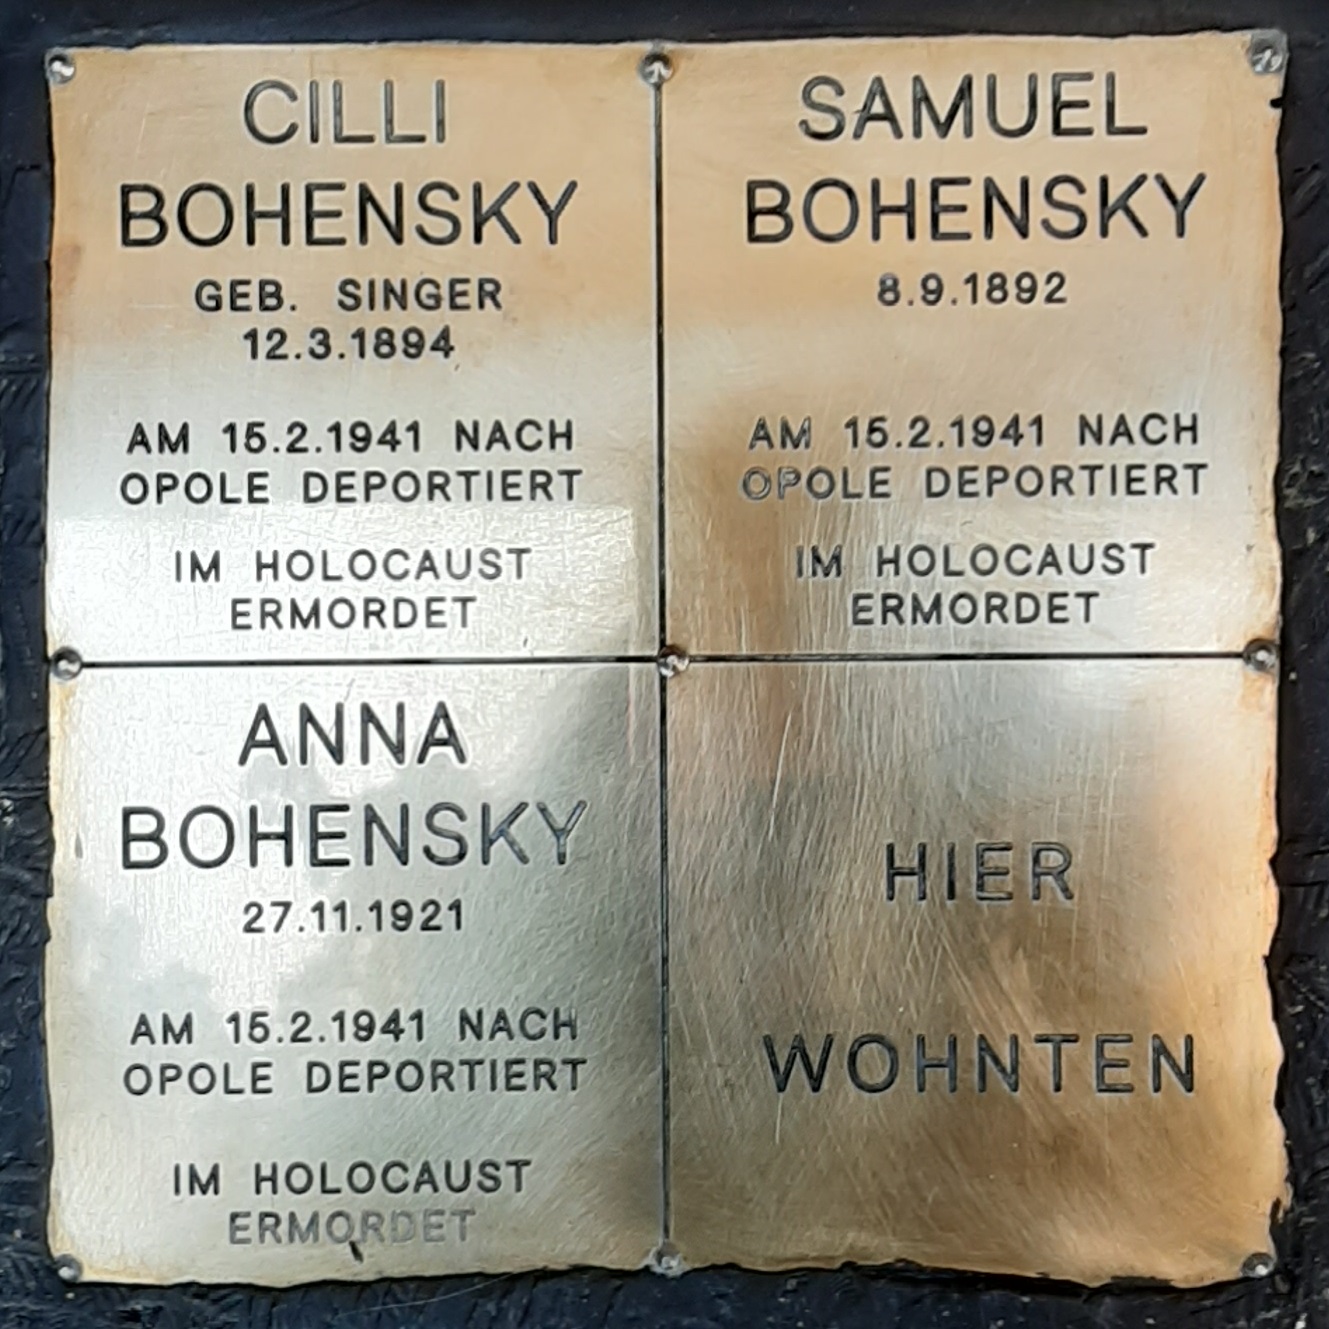 CILLI
BOHENSKY
GEB. SINGER
12.3.1894
AM 15.2.1941 NACH
OPOLE DEPORTIERT
IM HOLOCAUST
ERMORDET
SAMUEL
BOHENSKY
8.9.1892
AM 15.2.1941 NACH
OPOLE DEPORTIERT
IM HOLOCAUST
ERMORDET
ANNA
BOHENSKY
27.11.1921
AM 15.2.1941 NACH
OPOLE DEPORTIERT
IM HOLOCAUST
ERMORDET
HIER
WOHNTEN